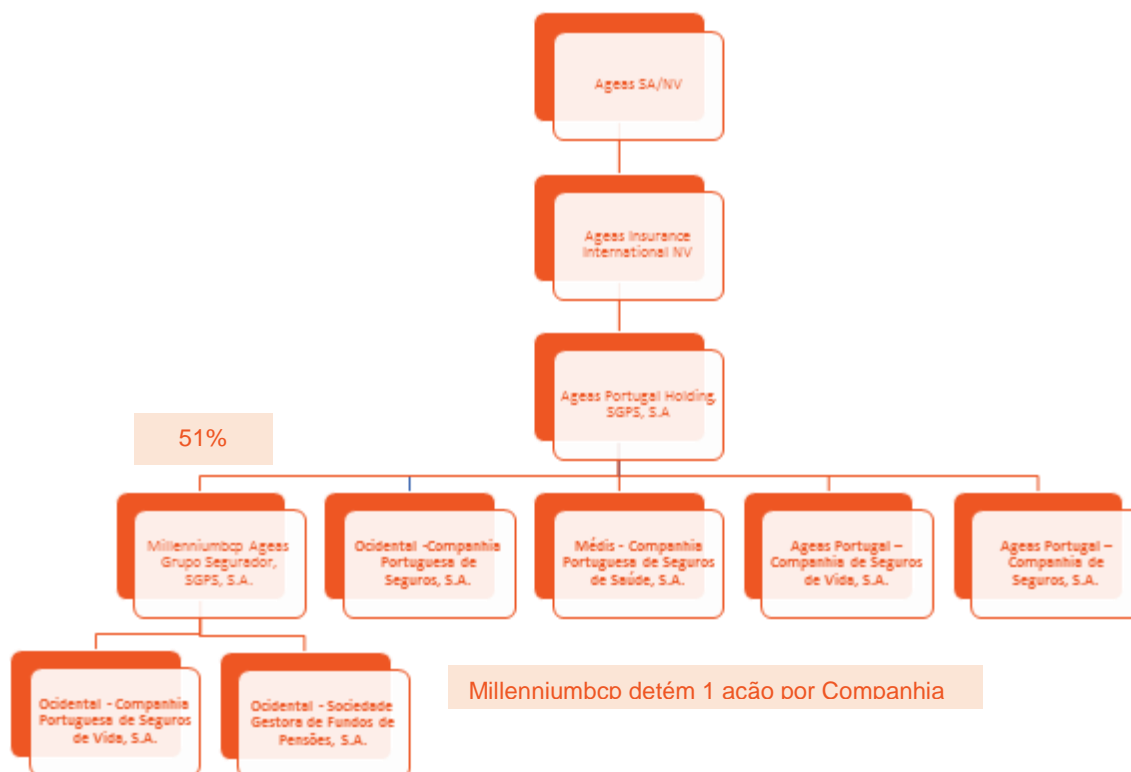 Ageas SA/NV
Ageas Insurance
International NV
Ageas Portugal Holding,
SGPS, S.A
51%
Millenniumbcp Ageas
Grupo Segurador,
SGPS, S.A.
Ocidental -Companhia
Portuguesa de
Seguros, S.A.
Médis - Companhia
Portuguesa de Seguros
de Saúde, S.A.
Ageas Portugal –
Companhia de Seguros
de Vida, S.A.
Ageas Portugal –
Companhia de
Seguros, S.A.
Ocidental - Companhia
Portuguesa de Seguros
de Vida, S.A.
Ocidental - Sociedade
Gestora de Fundos de
Pensões, S.A.
Millenniumbcp detém 1 ação por Companhia